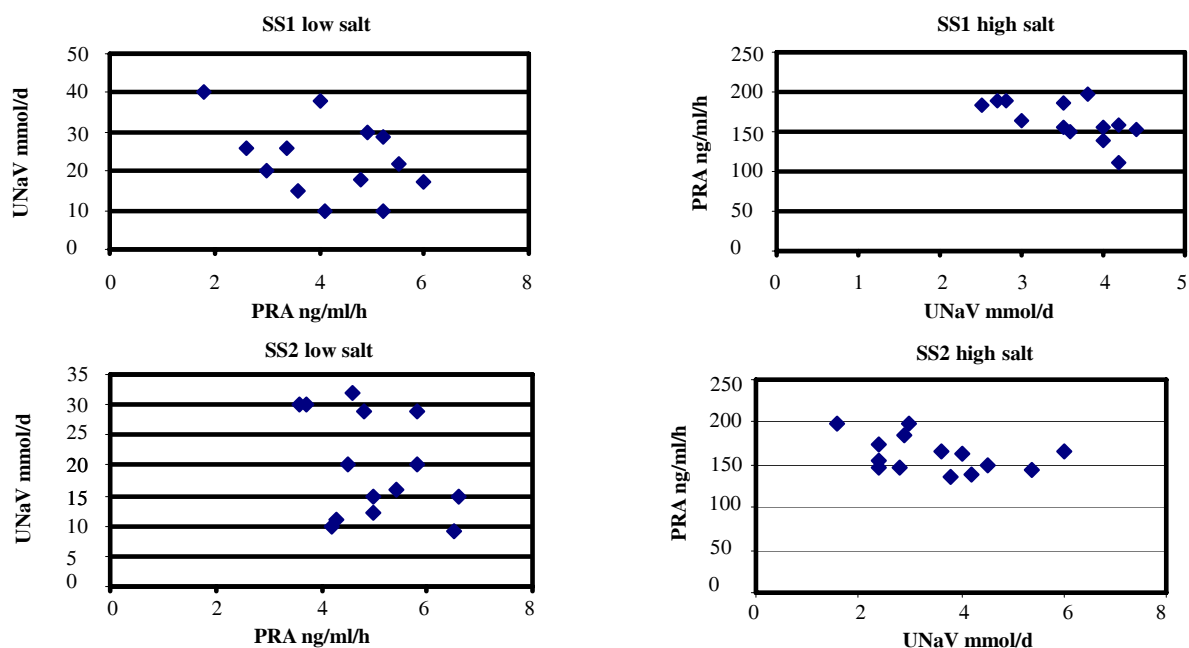 SS1 low salt
50
40
30
20
10
0
UNaV mmol/d
0 2 4 6 8
PRA ng/ml/h
SS1 high salt
250
200
150
100
50
0
PRA ng/ml/h
0 1 2 3 4 5
UNaV mmol/d
SS2 low salt
35
30
25
20
15
10
5
0
UNaV mmol/d
0 2 4 6 8
PRA ng/ml/h
SS2 high salt
250
200
150
100
50
0
PRA ng/ml/h
0 2 4 6 8
UNaV mmol/d